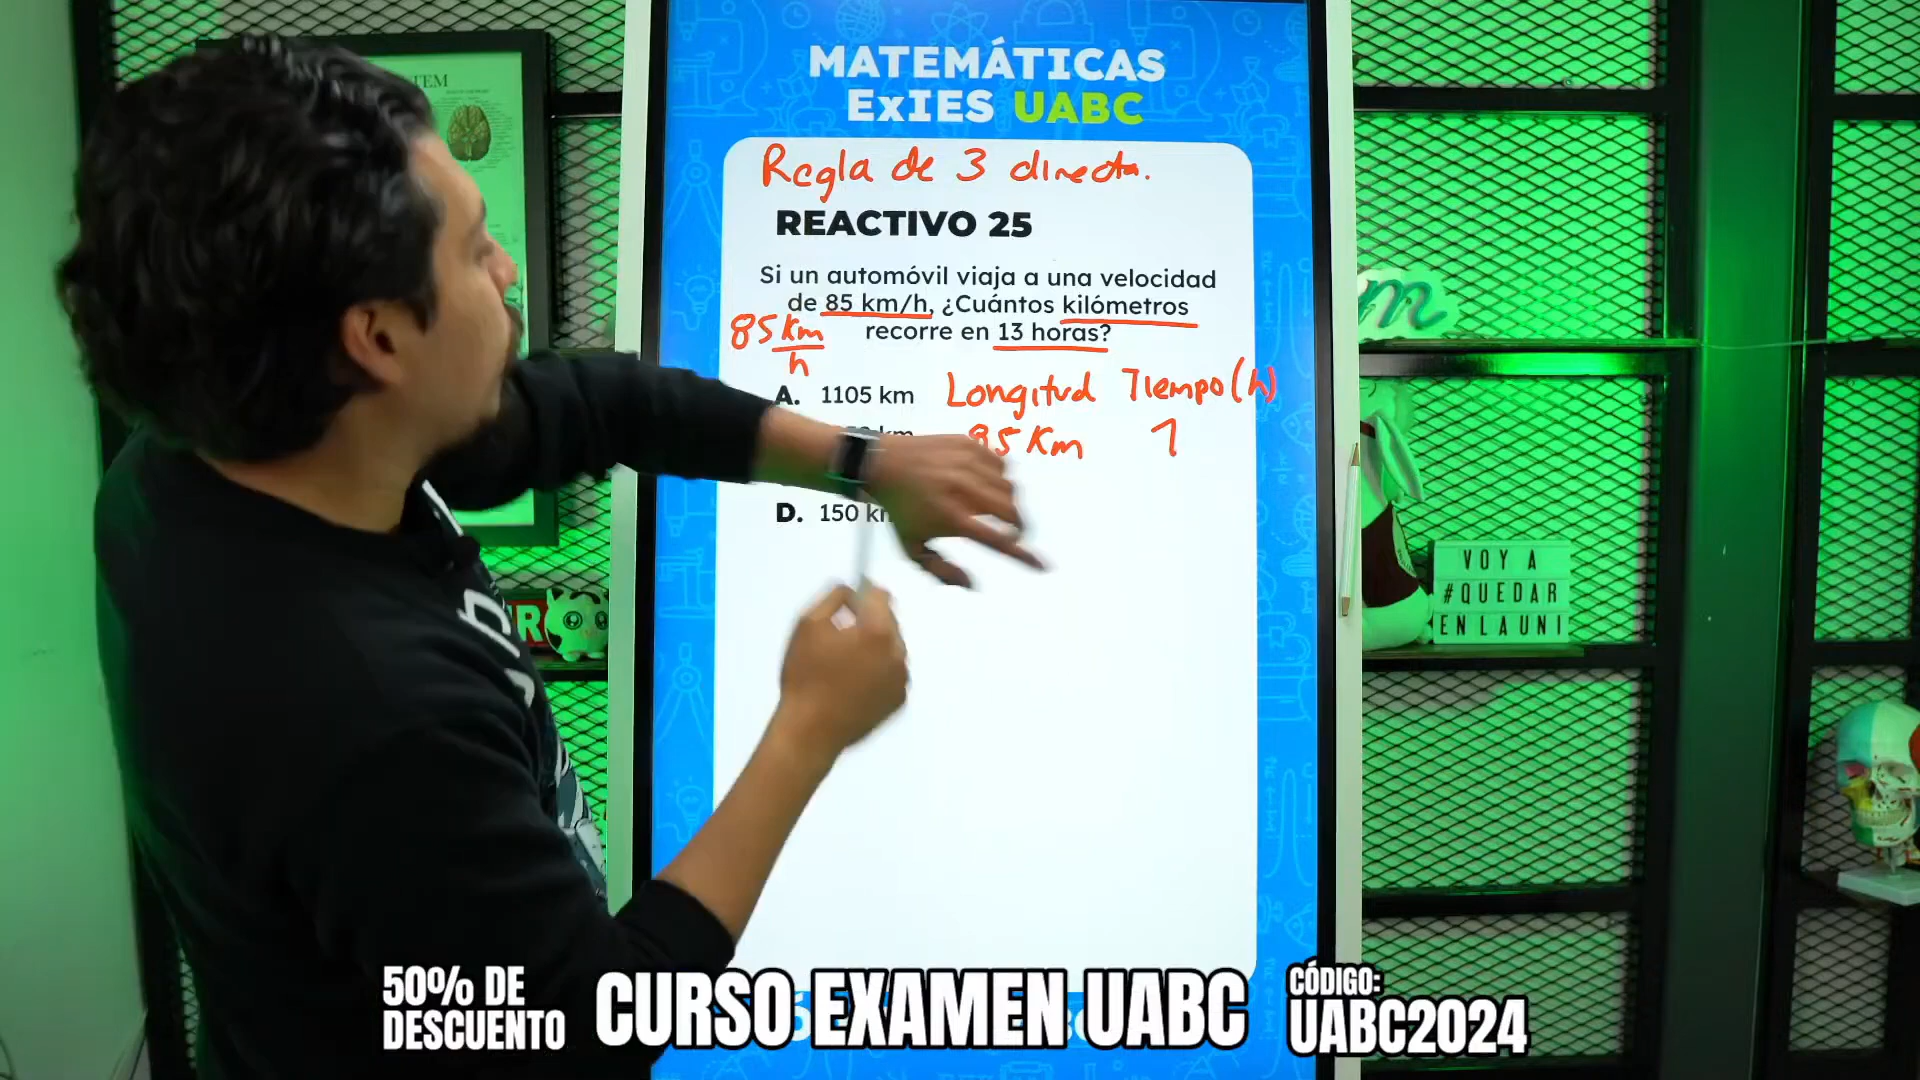 TEM
MATEMÁTICAS
ExIES UABC
Regla de 3 directa.
REACTIVO 25
Si un automóvil viaja a una velocidad
de 85 km/h, ¿Cuántos kilómetros
recorre en 13 horas?
85 km
h
A. 1105 km
Longitud Tiempo (h)
km
85 Km 1
D. 150
VOY A
#QUEDAR
EN LA UNI
50% DE
DESCUENTO
CURSO EXAMEN UABC
CÓDIGO:
UABC2024